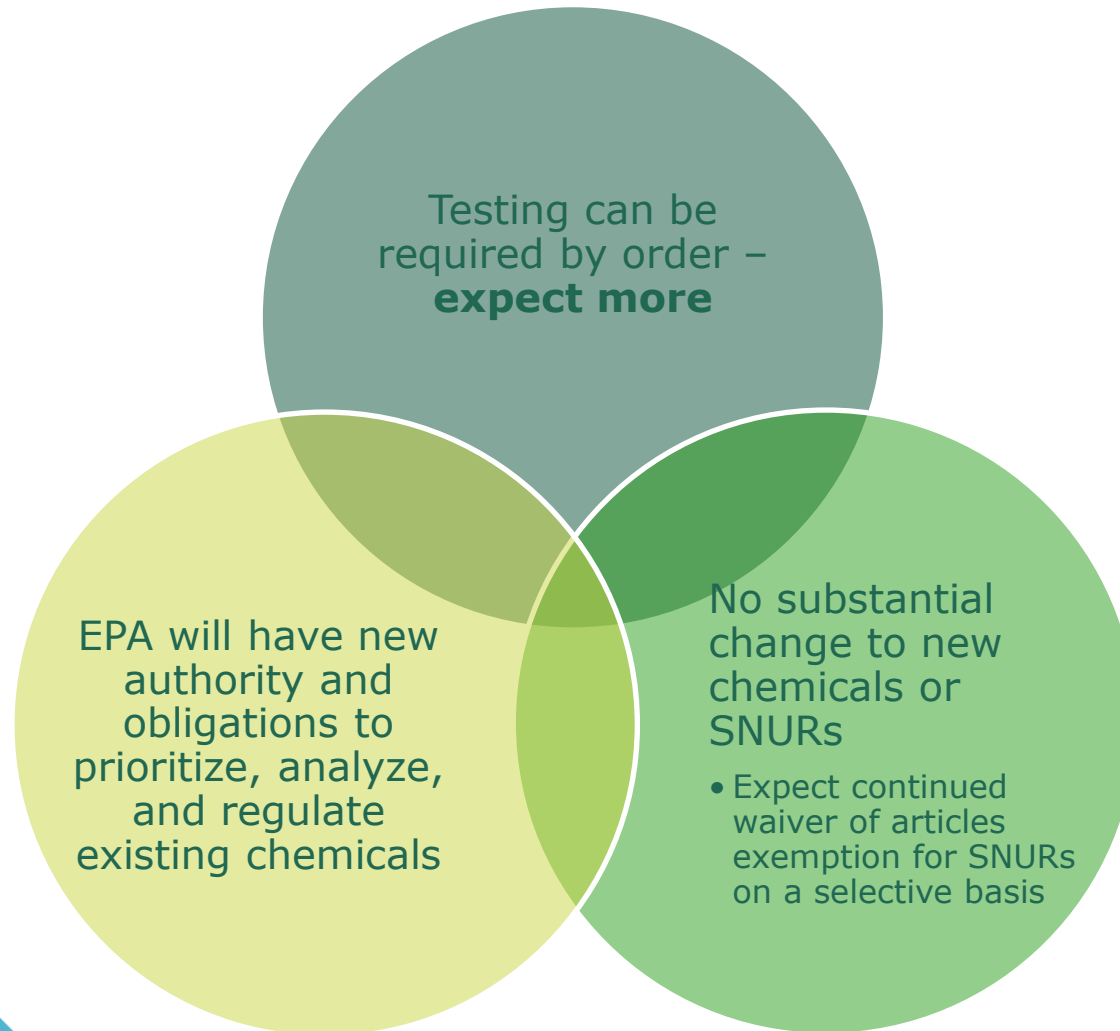 Testing can be
required by order –
expect more
EPA will have new
authority and
obligations to
prioritize, analyze,
and regulate
existing chemicals
No substantial
change to new
chemicals or
SNURs
• Expect continued
waiver of articles
exemption for SNURs
on a selective basis